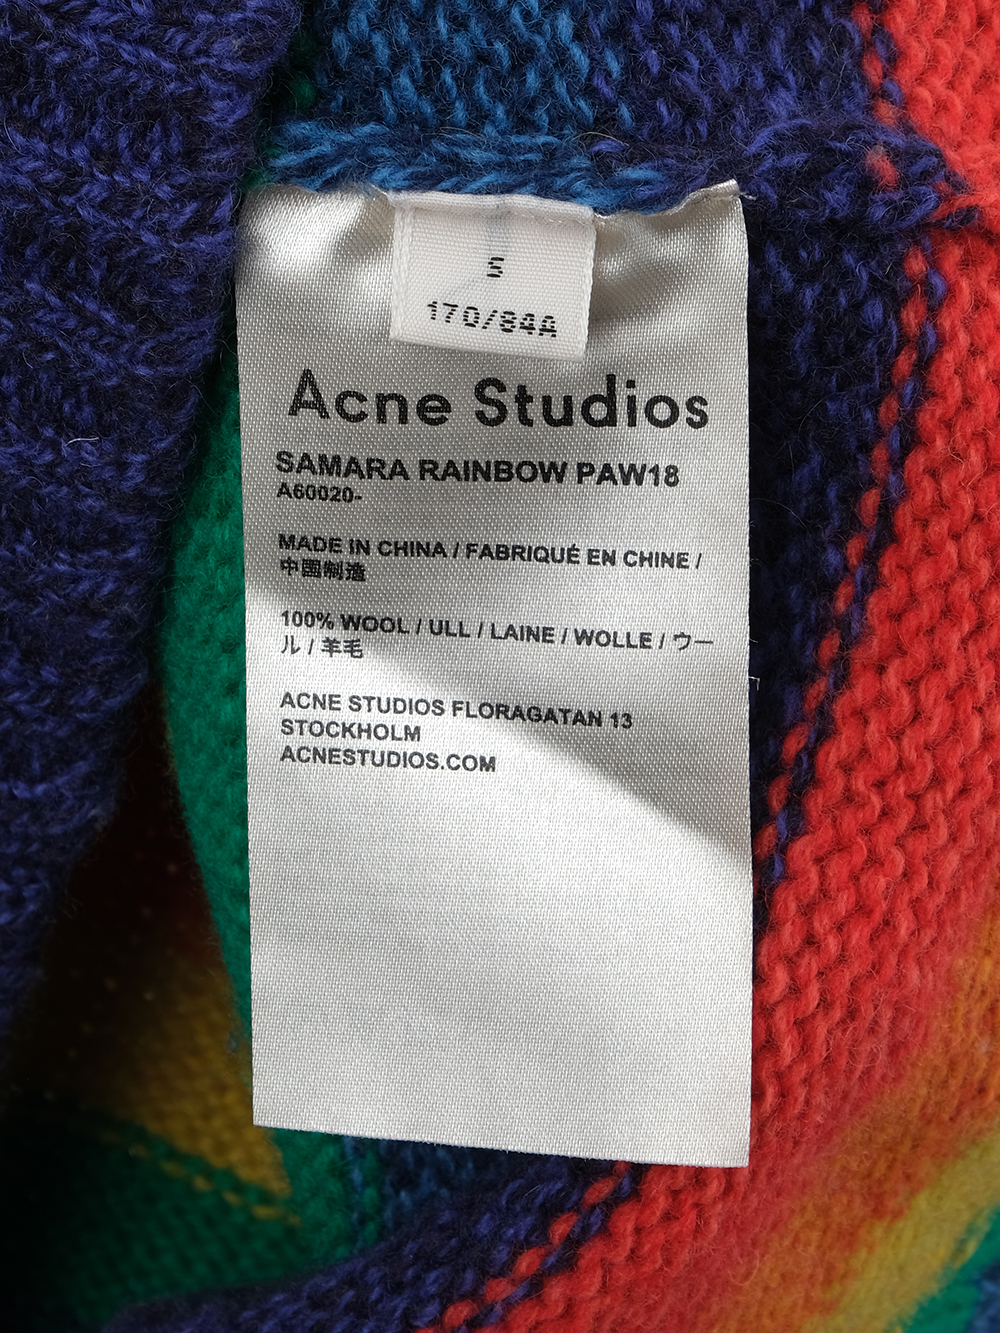 S
170/84A
Acne Studios
SAMARA RAINBOW PAW18
A60020-
MADE IN CHINA / FABRIQUÉ EN CHINE /
中國制造
100% WOOL / ULL / LAINE / WOLLE / ウー
ル / 羊毛
ACNE STUDIOS FLORAGATAN 13
STOCKHOLM
ACNESTUDIOS.COM